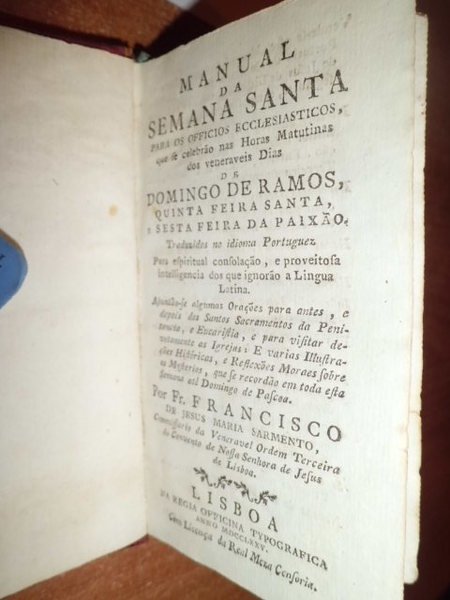 MANUAL
DA
SEMANA SANTA
PARA OS OFFICIOS ECCLESIASTICOS,
que se celebrão nas Horas Matutinas
dos veneraveis Dias
DE
DOMINGO DE RAMOS,
QUINTA FEIRA SANTA,
E SESTA FEIRA DA PAIXÃO.
Traduzidos no idioma Portuguez
Para espiritual consolação, e proveitosa
intelligencia dos que ignorão a Lingua
Latina.
Ajuntão-se algumas Orações para antes, e
depois dos Santos Sacramentos da Peni-
tencia, e Eucaristia, e para visitar de-
votamente as Igrejas: E varias Illustra-
ções Históricas, e Reflexões Moraes sobre
os Mysterios, que se recordão em toda esta
Semana até Domingo de Pascoa.
Por Fr. FRANCISCO
DE JESUS MARIA SARMENTO,
Commissario da Veneravel Ordem Terceira
do Convento de Nossa Senhora de Jesus
de Lisboa.
LISBOA
NA REGIA OFFICINA TYPOGRAFICA
ANNO MDCCLXXV.
Com Licença da Real Meza Censoria.